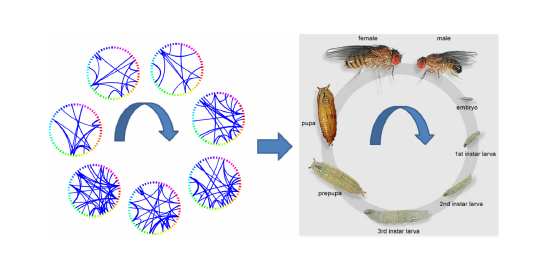 female
male
embryo
1st instar larva
2nd instar larva
3rd instar larva
prepupa
pupa